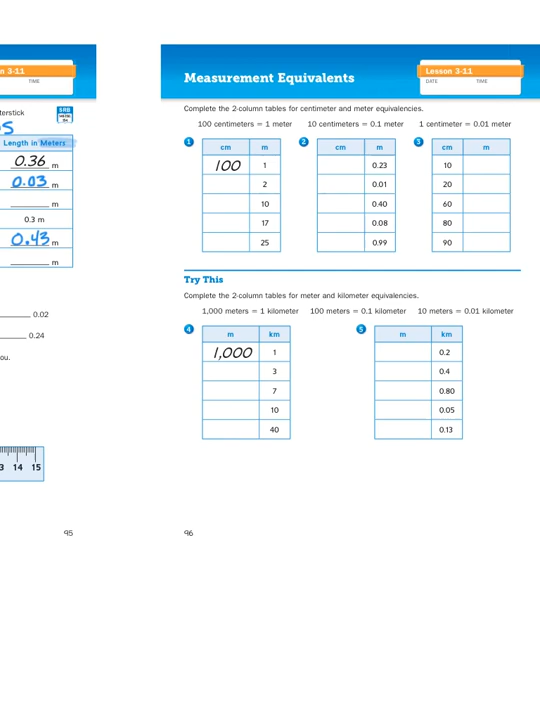 n 3-11
TIME
terstick
SRB
S
Length in Meters
0.36 m
0.03 m
m
0.3 m
0.43 m
m
0.02
0.24
ou.
3 14 15
95
Measurement Equivalents
Lesson 3-11
DATE TIME
Complete the 2-column tables for centimeter and meter equivalencies.
100 centimeters = 1 meter 10 centimeters = 0.1 meter 1 centimeter = 0.01 meter
1 cm m
100 1
2
10
17
25
2 cm m
0.23
0.01
0.40
0.08
0.99
3 cm m
10
20
60
80
90
Try This
Complete the 2-column tables for meter and kilometer equivalencies.
1,000 meters = 1 kilometer 100 meters = 0.1 kilometer 10 meters = 0.01 kilometer
4 m km
1,000 1
3
7
10
40
5 m km
0.2
0.4
0.80
0.05
0.13
96